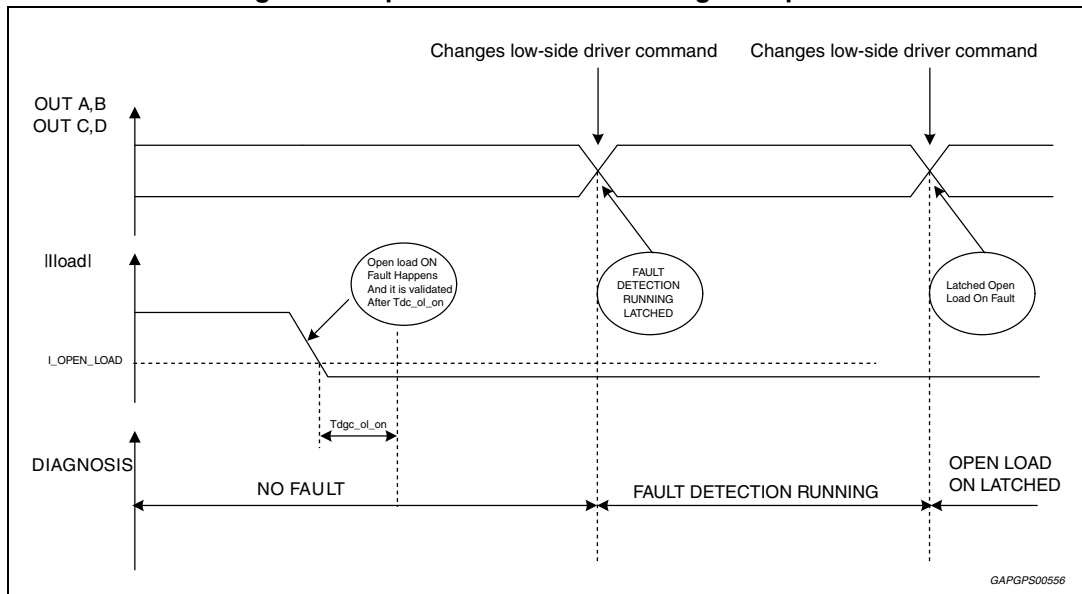 Changes low-side driver command
Changes low-side driver command
OUT A,B
OUT C,D
|Iload|
Open load ON
Fault Happens
And it is validated
After Tdc_ol_on
FAULT
DETECTION
RUNNING
LATCHED
Latched Open
Load On Fault
I_OPEN_LOAD
Tdgc_ol_on
DIAGNOSIS
NO FAULT
FAULT DETECTION RUNNING
OPEN LOAD
ON LATCHED
GAPGPS00556